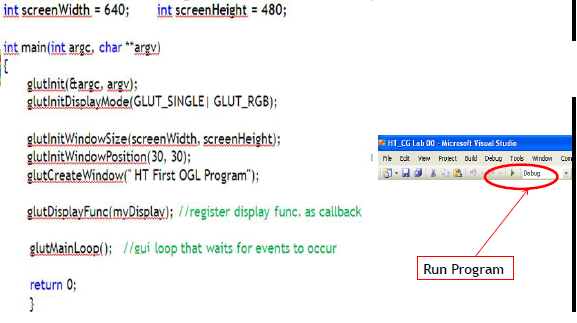 int screenWidth = 640; int screenHeight = 480;
int main(int argc, char **argv)
{
glutInit(&argc, argv);
glutInitDisplayMode(GLUT_SINGLE| GLUT_RGB);
glutInitWindowSize(screenWidth, screenHeight);
glutInitWindowPosition(30, 30);
glutCreateWindow(" HT First OGL Program");
glutDisplayFunc(myDisplay); //register display func. as callback
glutMainLoop(); //gui loop that waits for events to occur
return 0;
}
HT_CG Lab 00 - Microsoft Visual Studio
File Edit View Project Build Debug Tools Window Com
Debug
Run Program